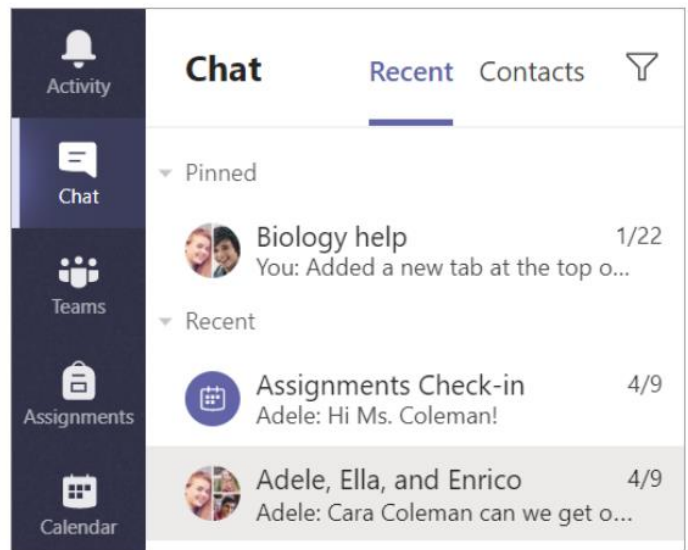 Activity
Chat
Teams
Assignments
Calendar
Chat Recent Contacts
Pinned
Biology help 1/22
You: Added a new tab at the top o...
Recent
Assignments Check-in 4/9
Adele: Hi Ms. Coleman!
Adele, Ella, and Enrico 4/9
Adele: Cara Coleman can we get o...